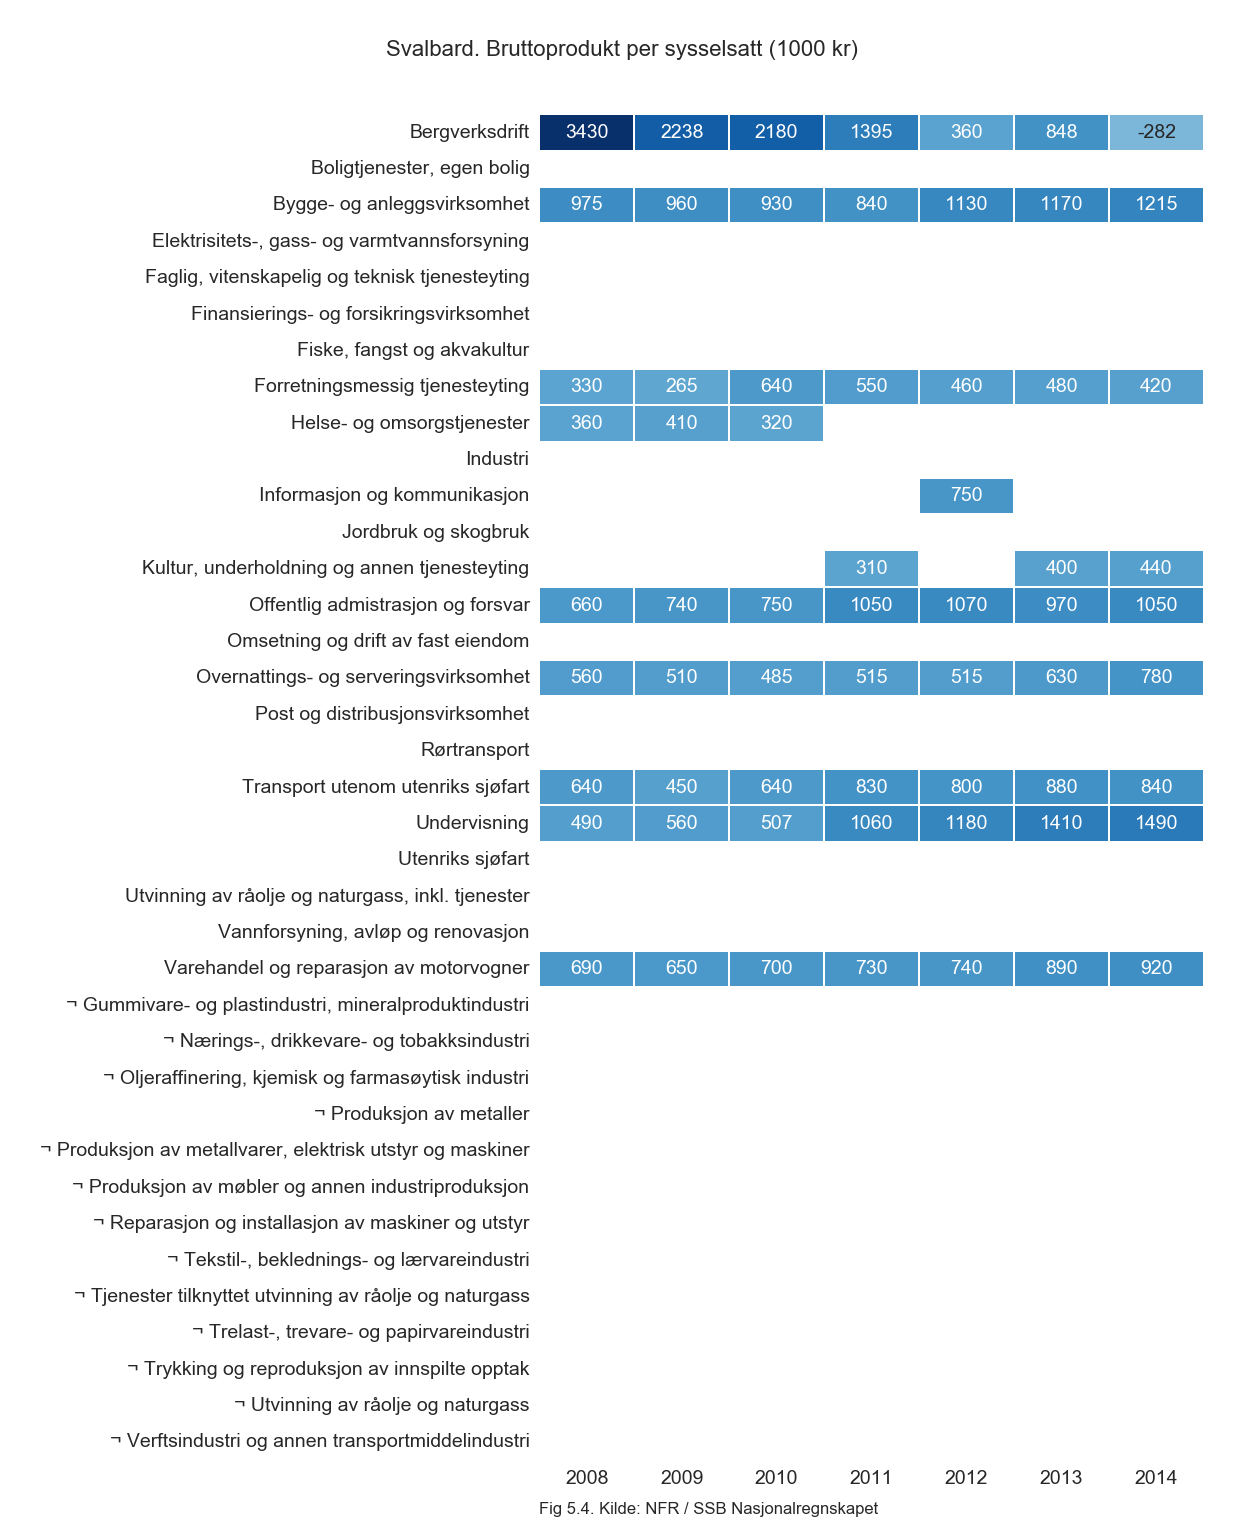 Svalbard. Bruttoprodukt per sysselsatt (1000 kr)
Bergverksdrift 3430 2238 2180 1395 360 848 -282
Boligtjenester, egen bolig
Bygge- og anleggsvirksomhet 975 960 930 840 1130 1170 1215
Elektrisitets-, gass- og varmtvannsforsyning
Faglig, vitenskapelig og teknisk tjenesteyting
Finansierings- og forsikringsvirksomhet
Fiske, fangst og akvakultur
Forretningsmessig tjenesteyting 330 265 640 550 460 480 420
Helse- og omsorgstjenester 360 410 320
Industri
Informasjon og kommunikasjon 750
Jordbruk og skogbruk
Kultur, underholdning og annen tjenesteyting 310 400 440
Offentlig admistrasjon og forsvar 660 740 750 1050 1070 970 1050
Omsetning og drift av fast eiendom
Overnattings- og serveringsvirksomhet 560 510 485 515 515 630 780
Post og distribusjonsvirksomhet
Rørtransport
Transport utenom utenriks sjøfart 640 450 640 830 800 880 840
Undervisning 490 560 507 1060 1180 1410 1490
Utenriks sjøfart
Utvinning av råolje og naturgass, inkl. tjenester
Vannforsyning, avløp og renovasjon
Varehandel og reparasjon av motorvogner 690 650 700 730 740 890 920
¬ Gummivare- og plastindustri, mineralproduktindustri
¬ Nærings-, drikkevare- og tobakksindustri
¬ Oljeraffinering, kjemisk og farmasøytisk industri
¬ Produksjon av metaller
¬ Produksjon av metallvarer, elektrisk utstyr og maskiner
¬ Produksjon av møbler og annen industriproduksjon
¬ Reparasjon og installasjon av maskiner og utstyr
¬ Tekstil-, beklednings- og lærvareindustri
¬ Tjenester tilknyttet utvinning av råolje og naturgass
¬ Trelast-, trevare- og papirvareindustri
¬ Trykking og reproduksjon av innspilte opptak
¬ Utvinning av råolje og naturgass
¬ Verftsindustri og annen transportmiddelindustri
2008 2009 2010 2011 2012 2013 2014
Fig 5.4. Kilde: NFR / SSB Nasjonalregnskapet